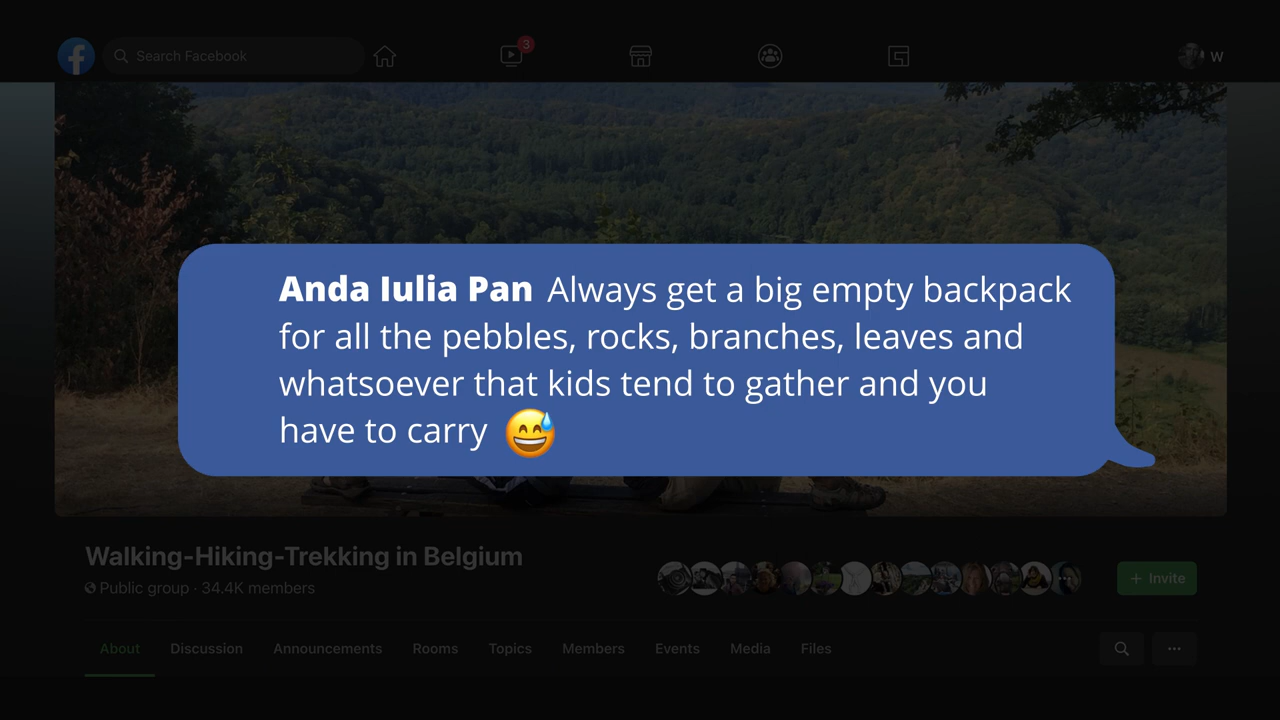 Search Facebook
3
W
Anda Iulia Pan Always get a big empty backpack
for all the pebbles, rocks, branches, leaves and
whatsoever that kids tend to gather and you
have to carry 😅
Walking-Hiking-Trekking in Belgium
Public group · 34.4K members
+ Invite
About Discussion Announcements Rooms Topics Members Events Media Files